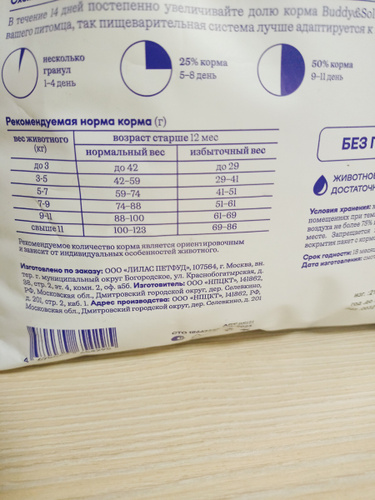 В течение 14 дней постепенно увеличивайте долю корма Buddy&Sol
вашего питомца, так пищеварительная система лучше адаптируется к
несколько
гранул
1-4 день
25% корма
5-8 день
50% корма
9-11 день
Рекомендуемая норма корма (г)
вес животного (кг) возраст старше 12 мес
нормальный вес избыточный вес
до 3 до 42 до 29
3-5 42-59 29-41
5-7 59-74 41-51
7-9 74-88 51-61
9-11 88-100 61-69
свыше 11 100-123 69-86
Рекомендуемое количество корма является ориентировочным
и зависит от индивидуальных особенностей животного.
Изготовлено по заказу: ООО «ЛИЛАС ПЕТФУД», 107564, г. Москва, вн.
тер. г. муниципальный округ Богородское, ул. Краснобогатырская, д.
38, стр. 2, эт. 4, комн. 2, оф. а5б. Изготовитель: ООО «НПЦКТ», 141862,
РФ, Московская обл., Дмитровский городской округ, дер. Селевкино,
д. 201, стр. 2, каб. 1. Адрес производства: ООО «НПЦКТ», 141862, РФ,
Московская обл., Дмитровский городской округ, дер. Селевкино, д. 201
БЕЗ Г
ЖИВОТНО
ДОСТАТОЧ
Условия хранения:
помещениях при тем
воздуха не более 75%
месте. Запрещается
вскрытия пакет с кор
Срок годности: 18 меся
Дата изготовления:
СТО